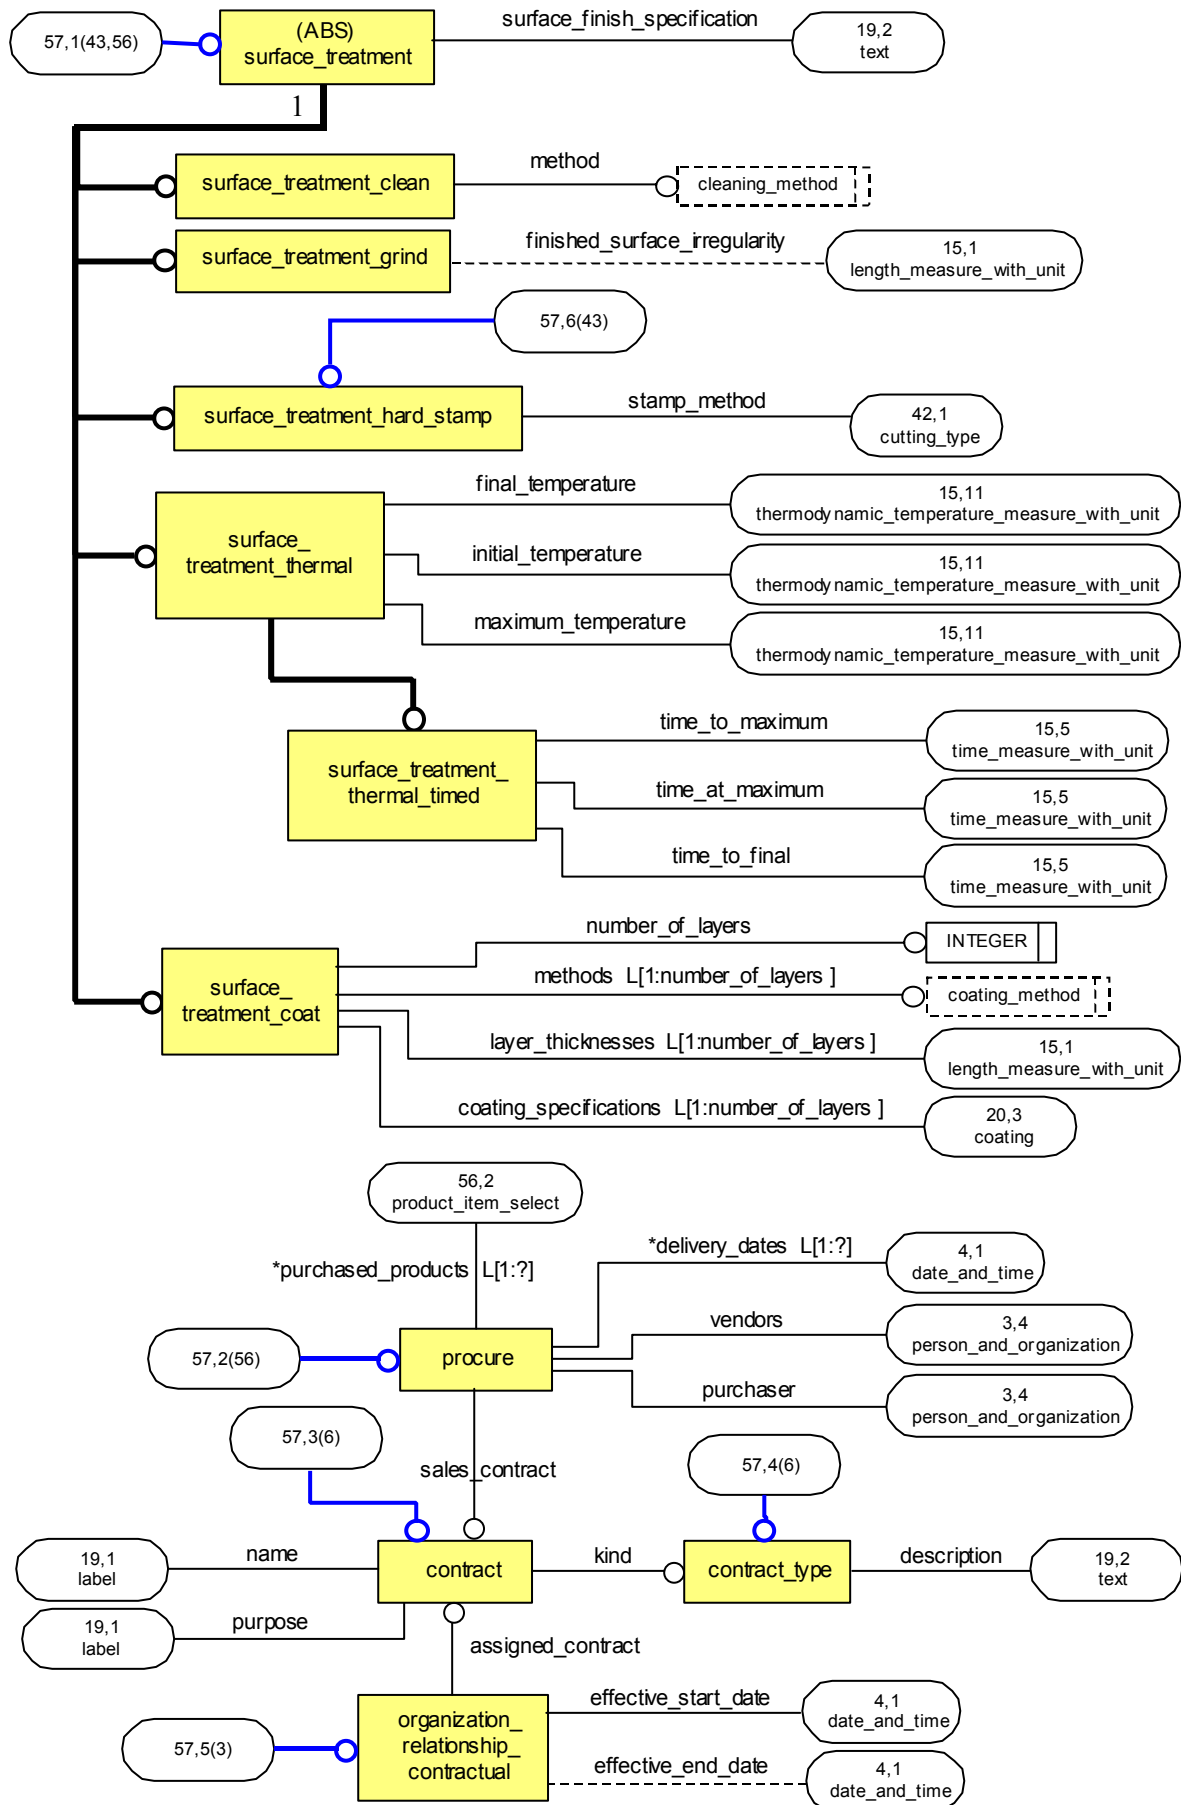 57,1(43,56)
(ABS)
surface_treatment
surface_finish_specification
19,2
text
1
surface_treatment_clean
method
cleaning_method
surface_treatment_grind
finished_surface_irregularity
15,1
length_measure_with_unit
57,6(43)
surface_treatment_hard_stamp
stamp_method
42,1
cutting_type
surface_
treatment_thermal
final_temperature
15,11
thermodynamic_temperature_measure_with_unit
initial_temperature
15,11
thermodynamic_temperature_measure_with_unit
maximum_temperature
15,11
thermodynamic_temperature_measure_with_unit
surface_treatment_
thermal_timed
time_to_maximum
15,5
time_measure_with_unit
time_at_maximum
15,5
time_measure_with_unit
time_to_final
15,5
time_measure_with_unit
surface_
treatment_coat
number_of_layers
INTEGER
methods L[1:number_of_layers ]
coating_method
layer_thicknesses L[1:number_of_layers ]
15,1
length_measure_with_unit
coating_specifications L[1:number_of_layers ]
20,3
coating
56,2
product_item_select
*purchased_products L[1:?]
*delivery_dates L[1:?]
4,1
date_and_time
57,2(56)
procure
vendors
3,4
person_and_organization
purchaser
3,4
person_and_organization
57,3(6)
sales_contract
57,4(6)
19,1
label
name
contract
kind
contract_type
description
19,2
text
19,1
label
purpose
assigned_contract
57,5(3)
organization_
relationship_
contractual
effective_start_date
4,1
date_and_time
effective_end_date
4,1
date_and_time